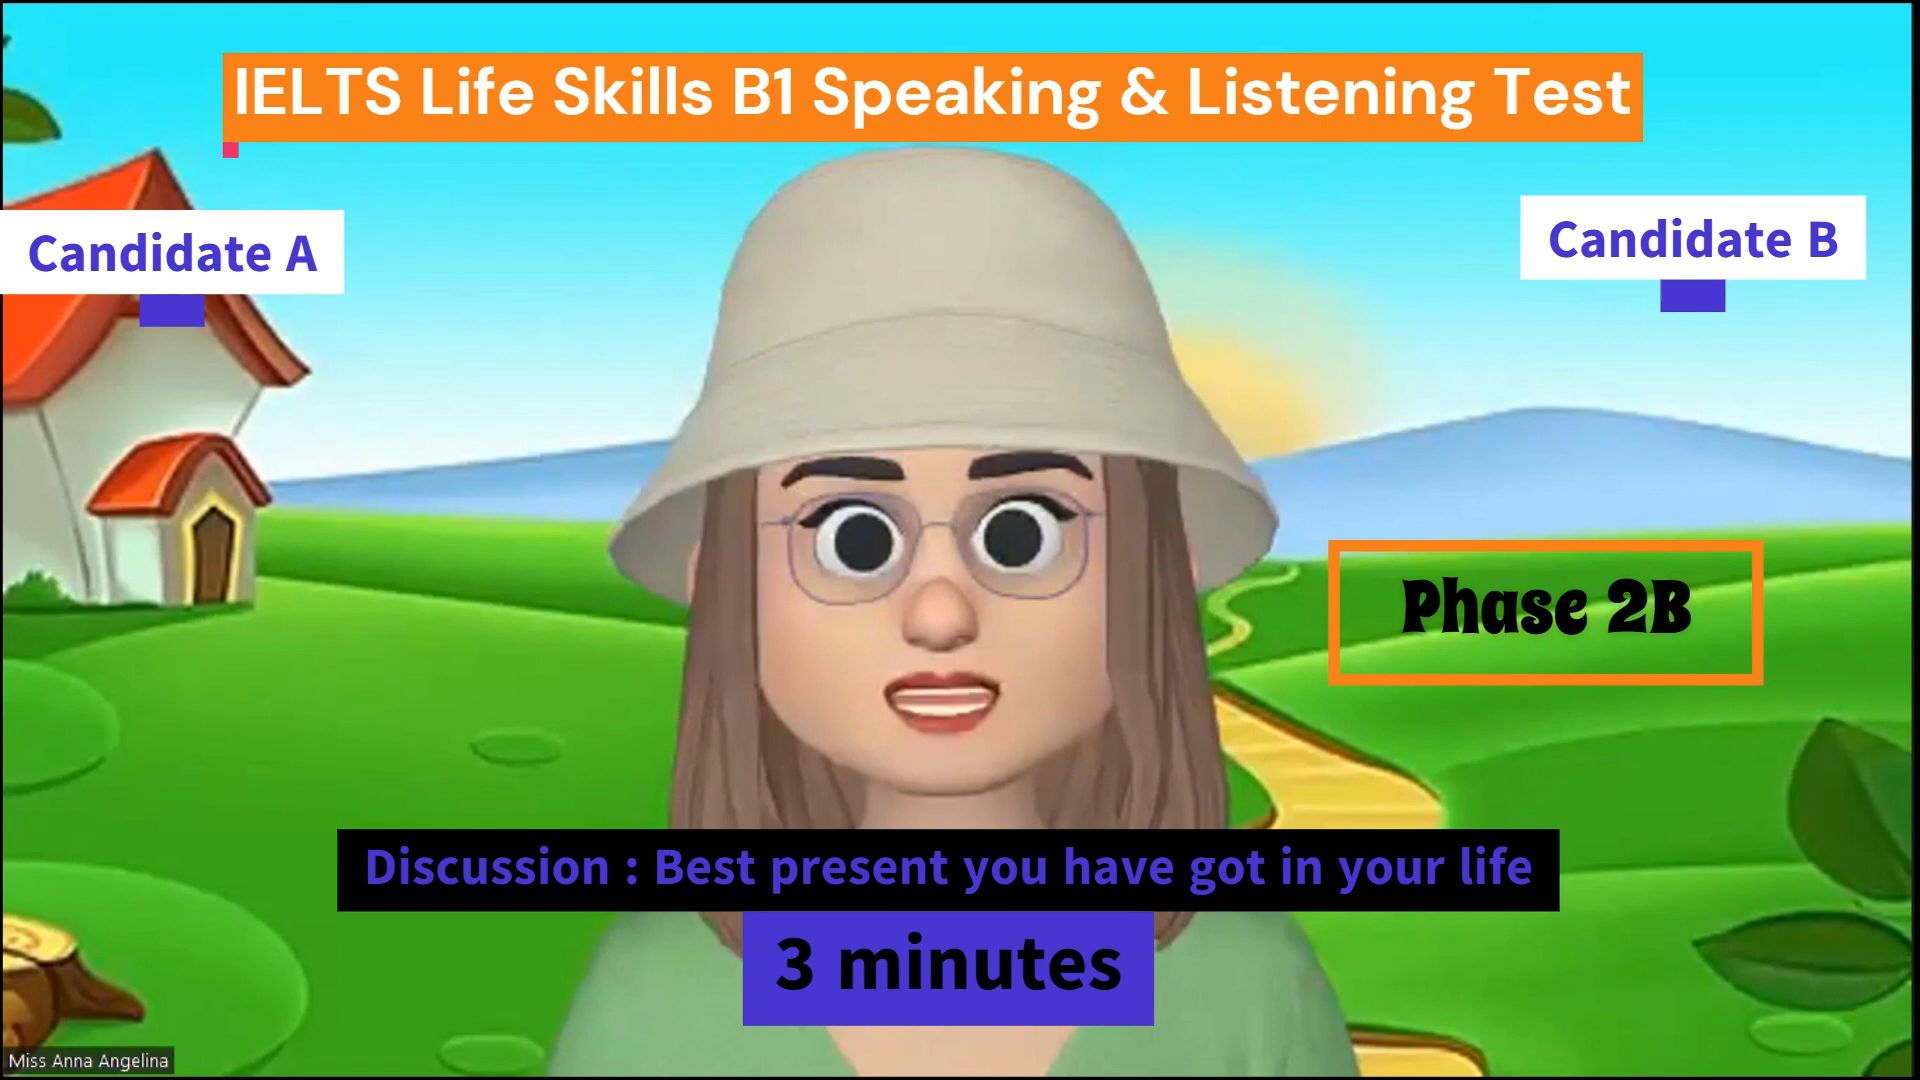 IELTS Life Skills B1 Speaking & Listening Test
Candidate A
Candidate B
Phase 2B
Discussion : Best present you have got in your life
3 minutes
Miss Anna Angelina